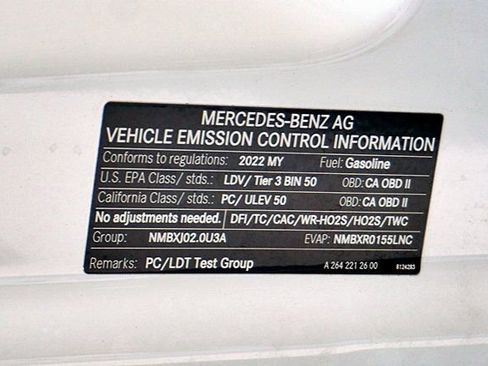 MERCEDES-BENZ AG
VEHICLE EMISSION CONTROL INFORMATION
Conforms to regulations: 2022 MY Fuel: Gasoline
U.S. EPA Class/ stds.: LDV/ Tier 3 BIN 50 OBD: CA OBD II
California Class/ stds.: PC/ ULEV 50 OBD: CA OBD II
No adjustments needed. DFI/TC/CAC/WR-HO2S/HO2S/TWC
Group: NMBXJ02.0U3A EVAP: NMBXR0155LNC
Remarks: PC/LDT Test Group A 264 221 26 00 8124283